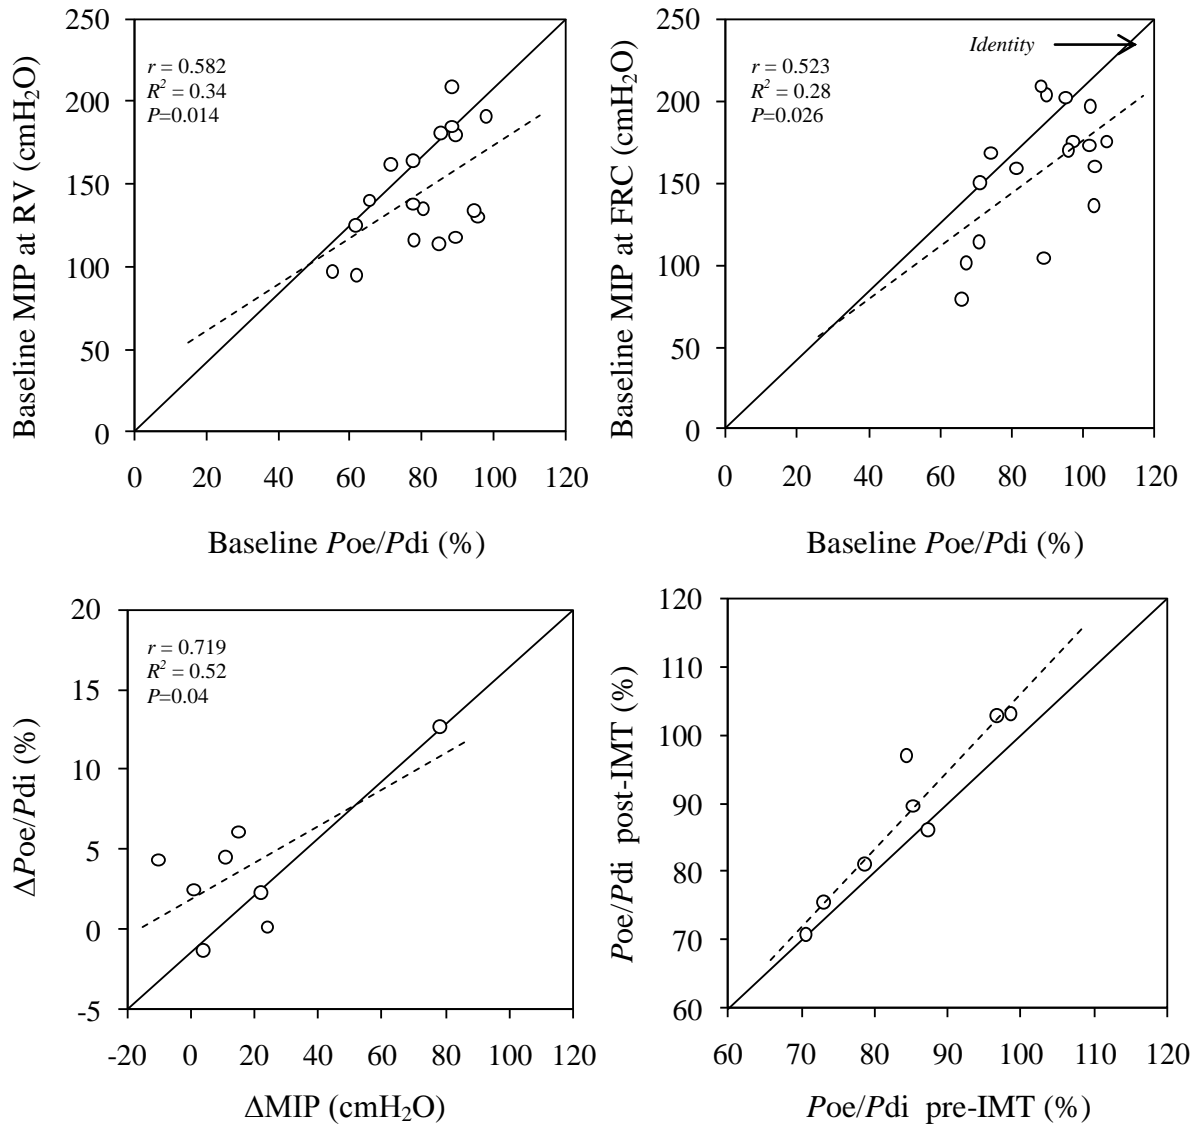 250
200
150
100
50
0
Baseline MIP at RV (cmH₂O)
r = 0.582
R² = 0.34
P=0.014
0 20 40 60 80 100 120
Baseline Poe/Pdi (%)
250
200
150
100
50
0
Baseline MIP at FRC (cmH₂O)
r = 0.523
R² = 0.28
P=0.026
Identity
0 20 40 60 80 100 120
Baseline Poe/Pdi (%)
20
15
10
5
0
-5
ΔPoe/Pdi (%)
r = 0.719
R² = 0.52
P=0.04
-20 0 20 40 60 80 100 120
ΔMIP (cmH₂O)
120
110
100
90
80
70
60
Poe/Pdi post-IMT (%)
60 70 80 90 100 110 120
Poe/Pdi pre-IMT (%)